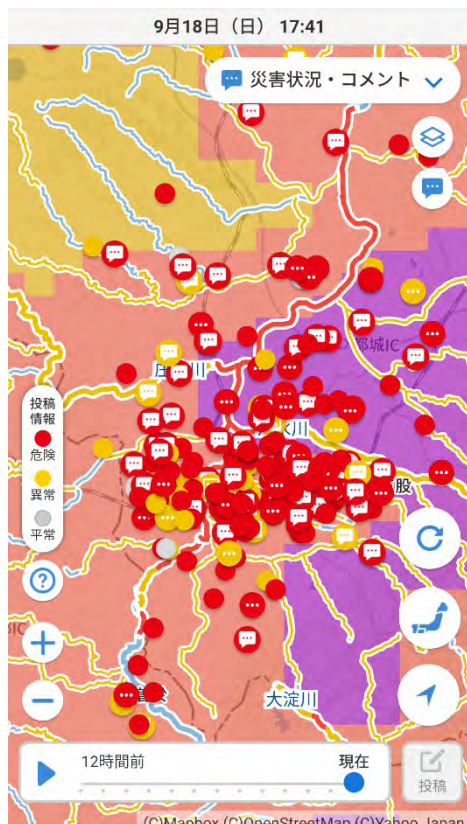 9月18日（日） 17:41
災害状況・コメント
都城IC
庄内川
投稿
情報
危険
異常
平常
股
大淀川
12時間前
現在
投稿
(C)Mapbox (C)OpenStreetMap (C)Yahoo Japan